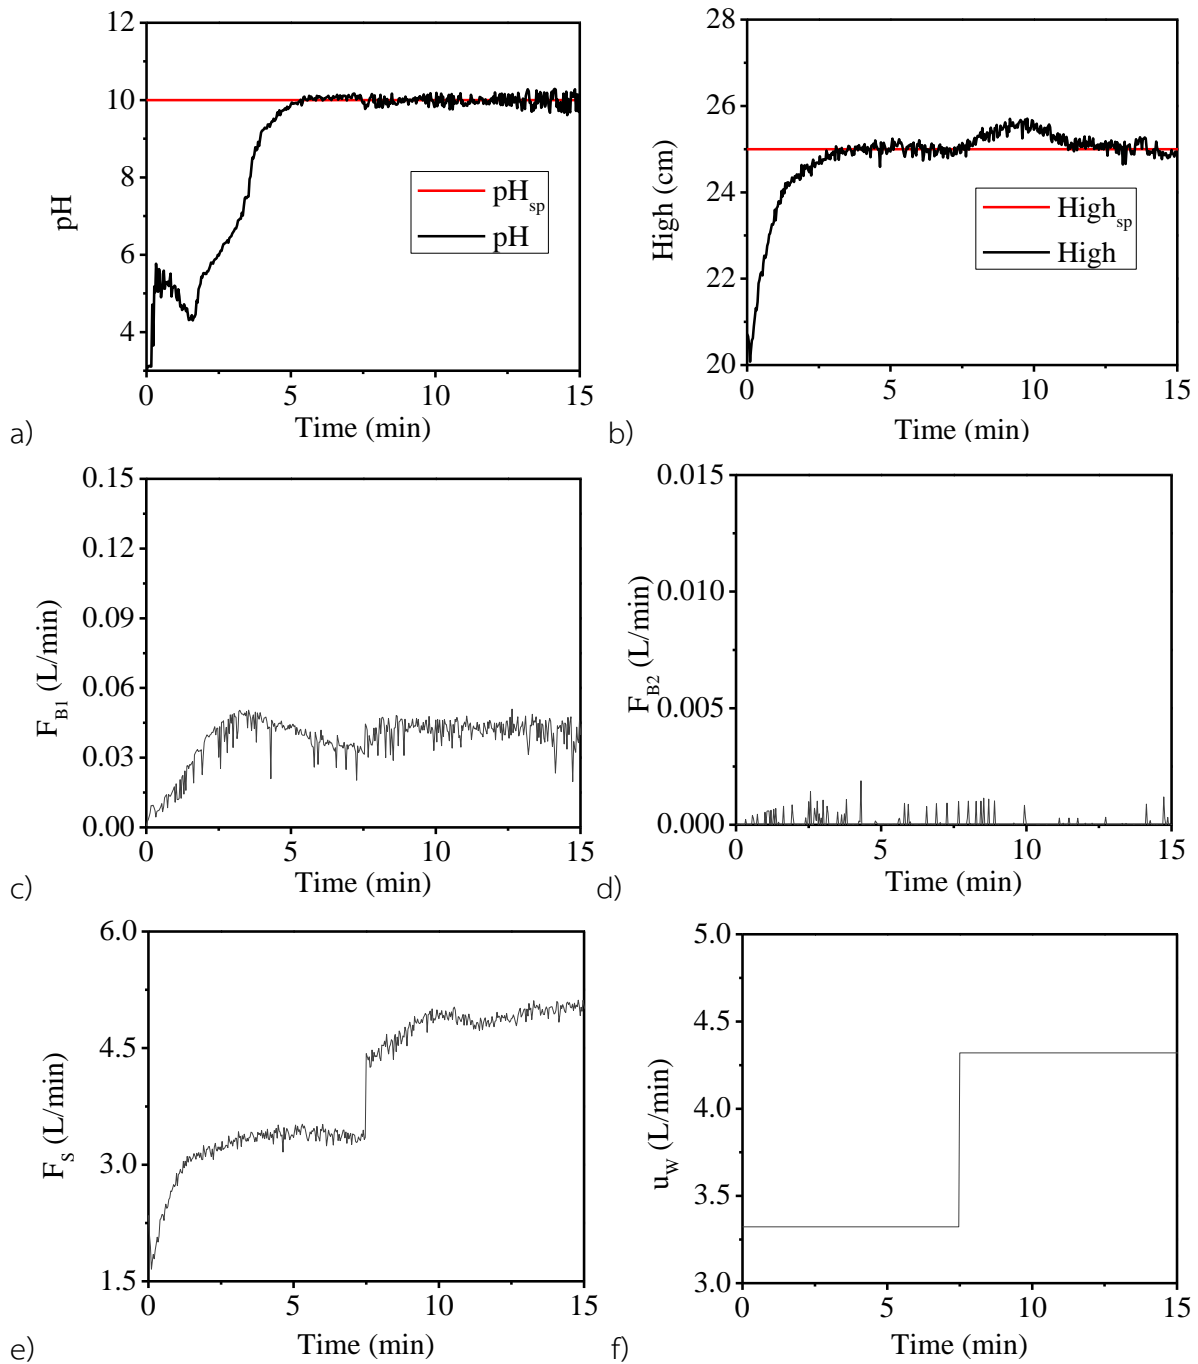 12
10
8
6
4
pH
pH_sp
pH
0
5
10
15
Time (min)
a)
28
26
24
22
20
High (cm)
High_sp
High
0
5
10
15
Time (min)
b)
0.15
0.12
0.09
0.06
0.03
0.00
F_B1 (L/min)
0
5
10
15
Time (min)
c)
0.015
0.010
0.005
0.000
F_B2 (L/min)
0
5
10
15
Time (min)
d)
6.0
4.5
3.0
1.5
F_S (L/min)
0
5
10
15
Time (min)
e)
5.0
4.5
4.0
3.5
3.0
u_W (L/min)
0
5
10
15
Time (min)
f)